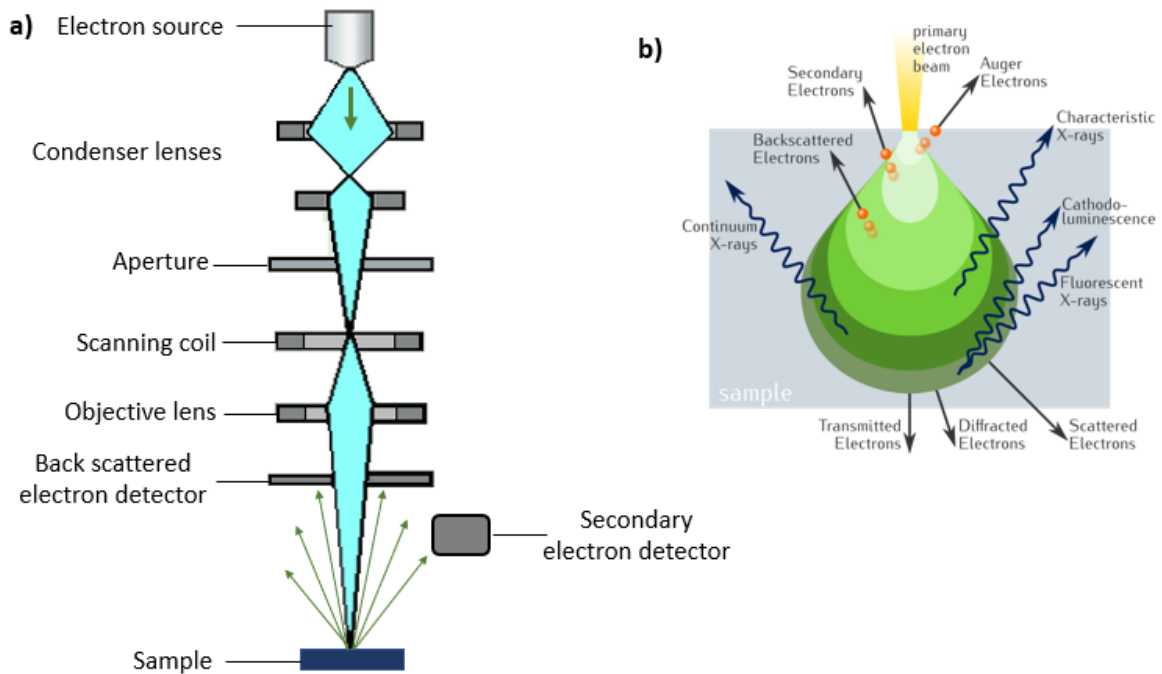 a)
Electron source
Condenser lenses
Aperture
Scanning coil
Objective lens
Back scattered
electron detector
Secondary
electron detector
Sample
b)
primary
electron
beam
Secondary
Electrons
Auger
Electrons
Backscattered
Electrons
Characteristic
X-rays
Continuum
X-rays
Cathodo-
luminescence
Fluorescent
X-rays
sample
Transmitted
Electrons
Diffracted
Electrons
Scattered
Electrons